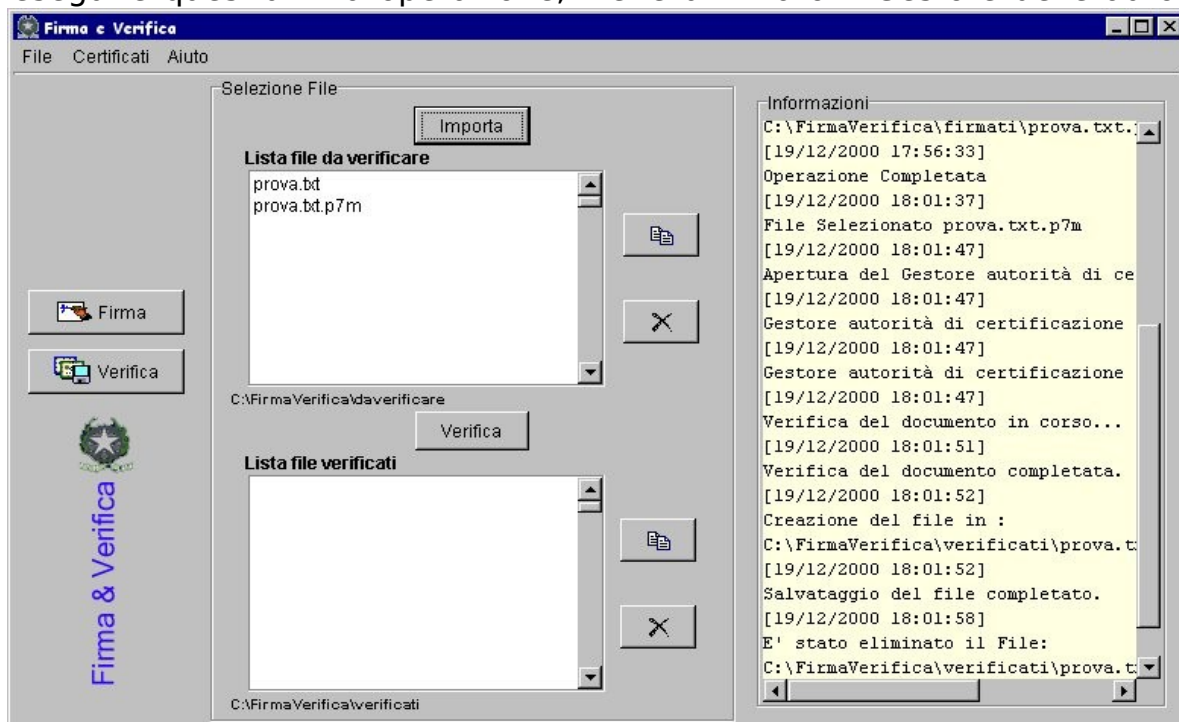 Firma e Verifica
File Certificati Aiuto
Selezione File
Importa
Lista file da verificare
prova.txt
prova.txt.p7m
C:\FirmaVerifica\daverificare
Verifica
Lista file verificati
C:\FirmaVerifica\verificati
Firma
Verifica
Firma & Verifica
Informazioni
C:\FirmaVerifica\firmati\prova.txt.
[19/12/2000 17:56:33]
Operazione Completata
[19/12/2000 18:01:37]
File Selezionato prova.txt.p7m
[19/12/2000 18:01:47]
Apertura del Gestore autorità di ce
[19/12/2000 18:01:47]
Gestore autorità di certificazione
[19/12/2000 18:01:47]
Gestore autorità di certificazione
[19/12/2000 18:01:47]
Verifica del documento in corso...
[19/12/2000 18:01:51]
Verifica del documento completata.
[19/12/2000 18:01:52]
Creazione del file in :
C:\FirmaVerifica\verificati\prova.t
[19/12/2000 18:01:52]
Salvataggio del file completato.
[19/12/2000 18:01:58]
E' stato eliminato il File:
C:\FirmaVerifica\verificati\prova.t